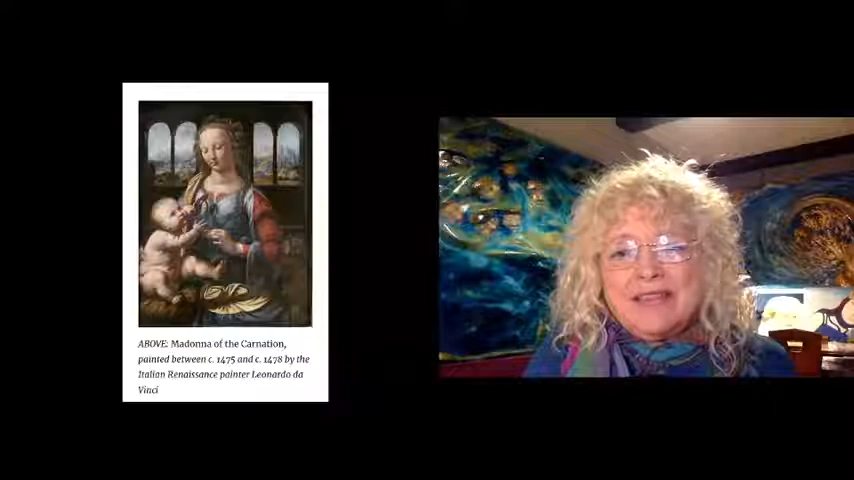 ABOVE: Madonna of the Carnation,
painted between c. 1475 and c. 1478 by the
Italian Renaissance painter Leonardo da
Vinci